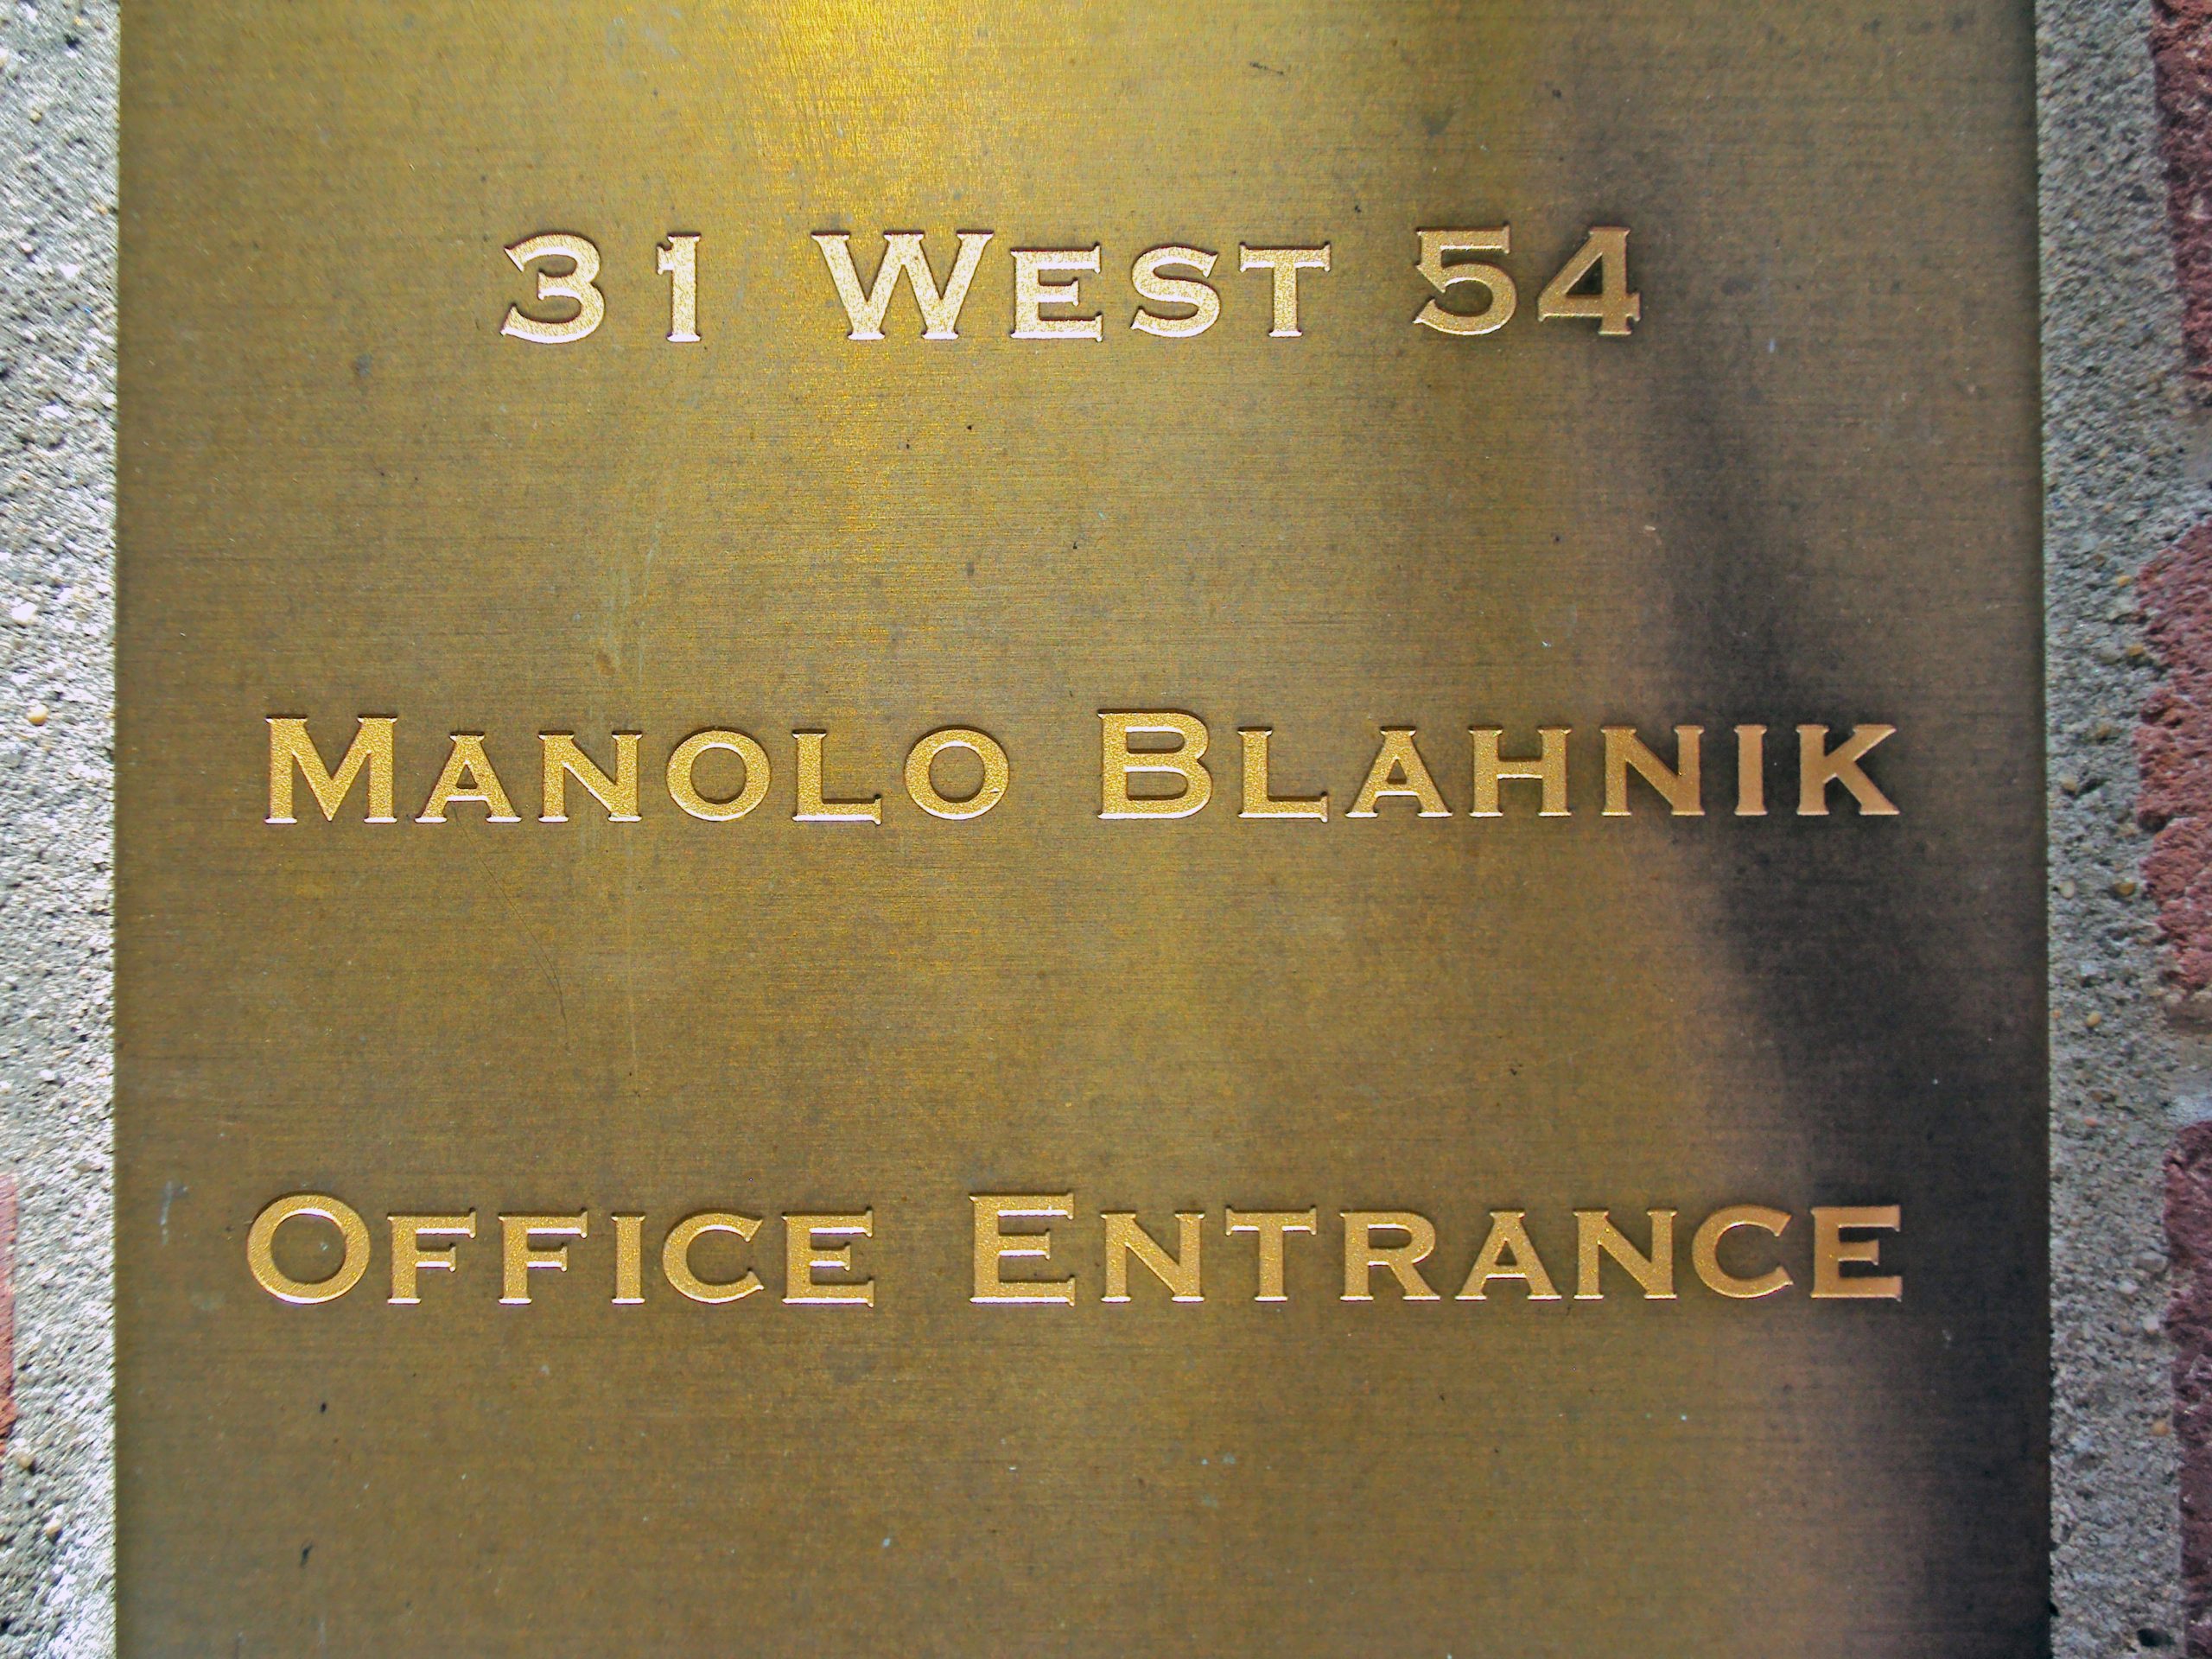 31 West 54
Manolo Blahnik
Office Entrance